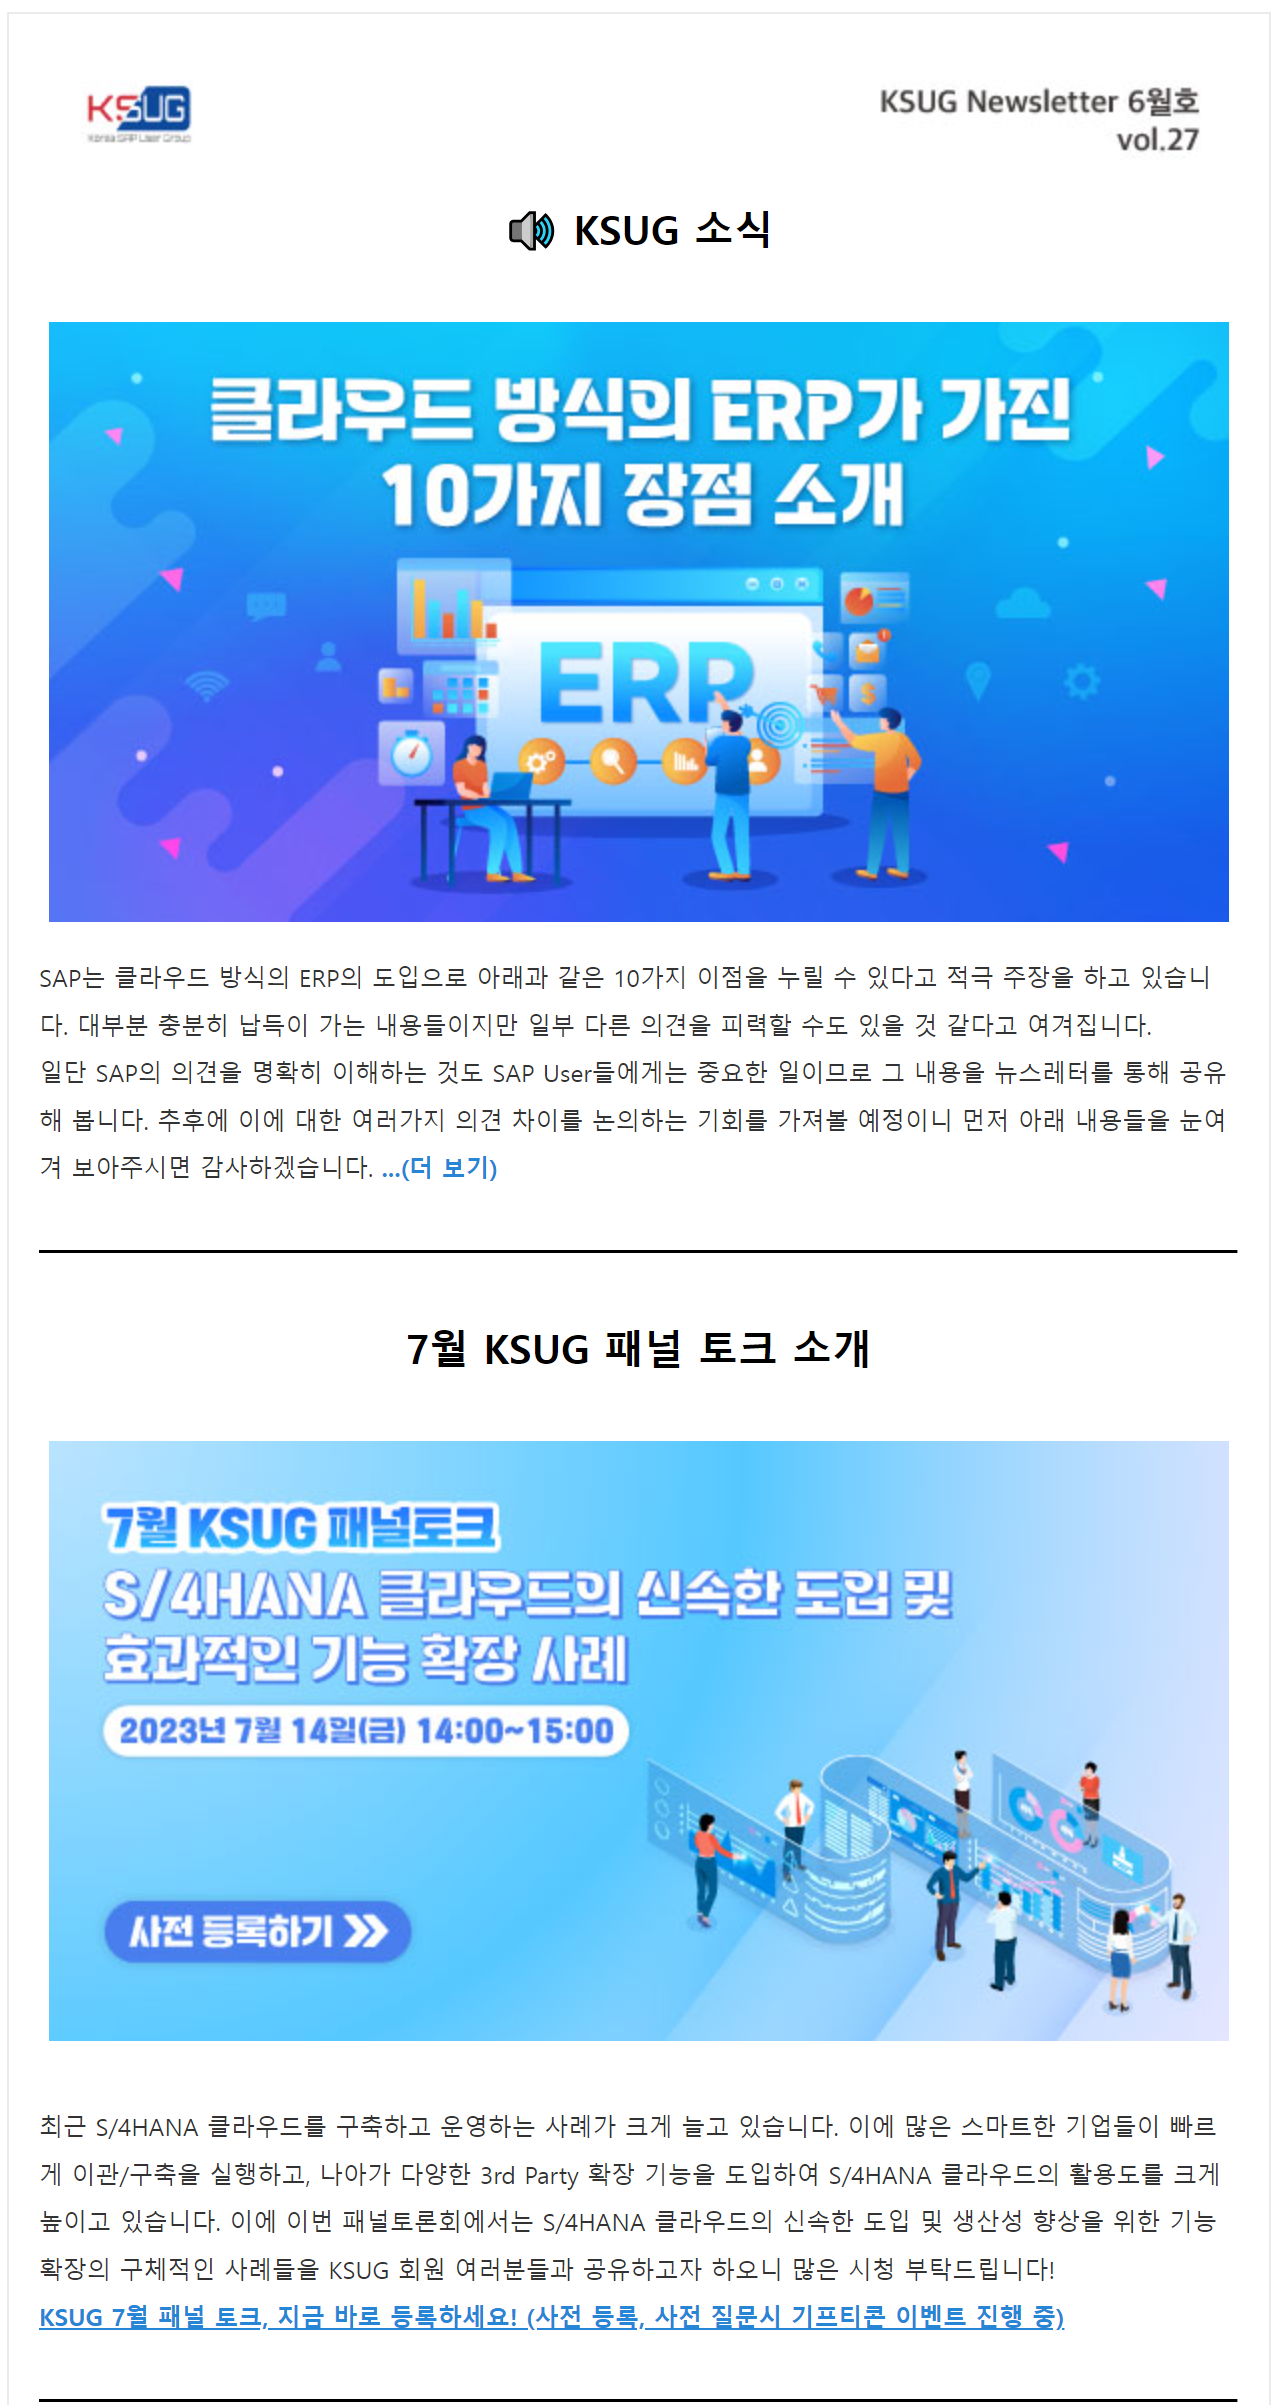 KSUG
Korea SAP User Group
KSUG Newsletter 6월호
vol.27
KSUG 소식
클라우드 방식의 ERP가 가진
10가지 장점 소개
ERP
SAP는 클라우드 방식의 ERP의 도입으로 아래과 같은 10가지 이점을 누릴 수 있다고 적극 주장을 하고 있습니
다. 대부분 충분히 납득이 가는 내용들이지만 일부 다른 의견을 피력할 수도 있을 것 같다고 여겨집니다.
일단 SAP의 의견을 명확히 이해하는 것도 SAP User들에게는 중요한 일이므로 그 내용을 뉴스레터를 통해 공유
해 봅니다. 추후에 이에 대한 여러가지 의견 차이를 논의하는 기회를 가져볼 예정이니 먼저 아래 내용들을 눈여
겨 보아주시면 감사하겠습니다. ...(더 보기)
7월 KSUG 패널 토크 소개
7월 KSUG 패널토크
S/4HANA 클라우드의 신속한 도입 및
효과적인 기능 확장 사례
2023년 7월 14일(금) 14:00~15:00
사전 등록하기
최근 S/4HANA 클라우드를 구축하고 운영하는 사례가 크게 늘고 있습니다. 이에 많은 스마트한 기업들이 빠르
게 이관/구축을 실행하고, 나아가 다양한 3rd Party 확장 기능을 도입하여 S/4HANA 클라우드의 활용도를 크게
높이고 있습니다. 이에 이번 패널토론회에서는 S/4HANA 클라우드의 신속한 도입 및 생산성 향상을 위한 기능
확장의 구체적인 사례들을 KSUG 회원 여러분들과 공유하고자 하오니 많은 시청 부탁드립니다!
KSUG 7월 패널 토크, 지금 바로 등록하세요! (사전 등록, 사전 질문시 기프티콘 이벤트 진행 중)